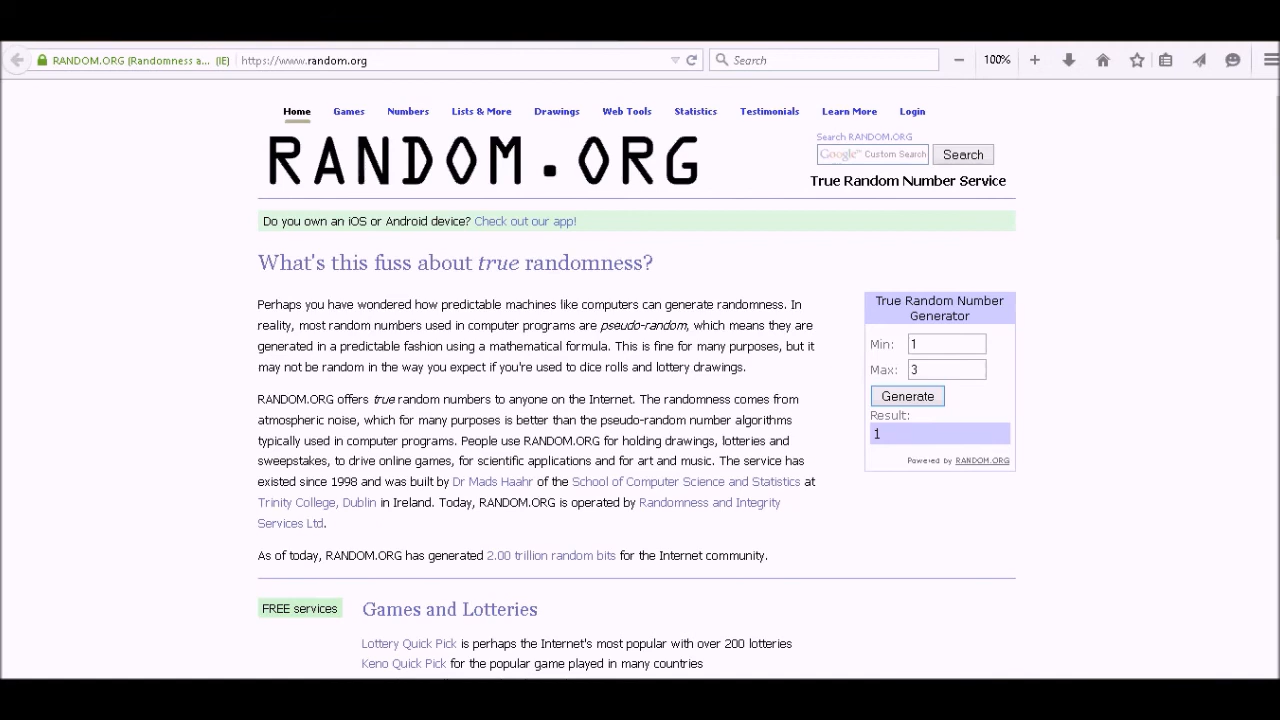 RANDOM.ORG (Randomness a... (IE) https://www.random.org Search 100%
Home Games Numbers Lists & More Drawings Web Tools Statistics Testimonials Learn More Login
RANDOM.ORG
Search RANDOM.ORG
Google™ Custom Search Search
True Random Number Service
Do you own an iOS or Android device? Check out our app!
What's this fuss about true randomness?
Perhaps you have wondered how predictable machines like computers can generate randomness. In
reality, most random numbers used in computer programs are pseudo-random, which means they are
generated in a predictable fashion using a mathematical formula. This is fine for many purposes, but it
may not be random in the way you expect if you're used to dice rolls and lottery drawings.
RANDOM.ORG offers true random numbers to anyone on the Internet. The randomness comes from
atmospheric noise, which for many purposes is better than the pseudo-random number algorithms
typically used in computer programs. People use RANDOM.ORG for holding drawings, lotteries and
sweepstakes, to drive online games, for scientific applications and for art and music. The service has
existed since 1998 and was built by Dr Mads Haahr of the School of Computer Science and Statistics at
Trinity College, Dublin in Ireland. Today, RANDOM.ORG is operated by Randomness and Integrity
Services Ltd.
As of today, RANDOM.ORG has generated 2.00 trillion random bits for the Internet community.
True Random Number
Generator
Min: 1
Max: 3
Generate
Result:
1
Powered by RANDOM.ORG
FREE services
Games and Lotteries
Lottery Quick Pick is perhaps the Internet's most popular with over 200 lotteries
Keno Quick Pick for the popular game played in many countries